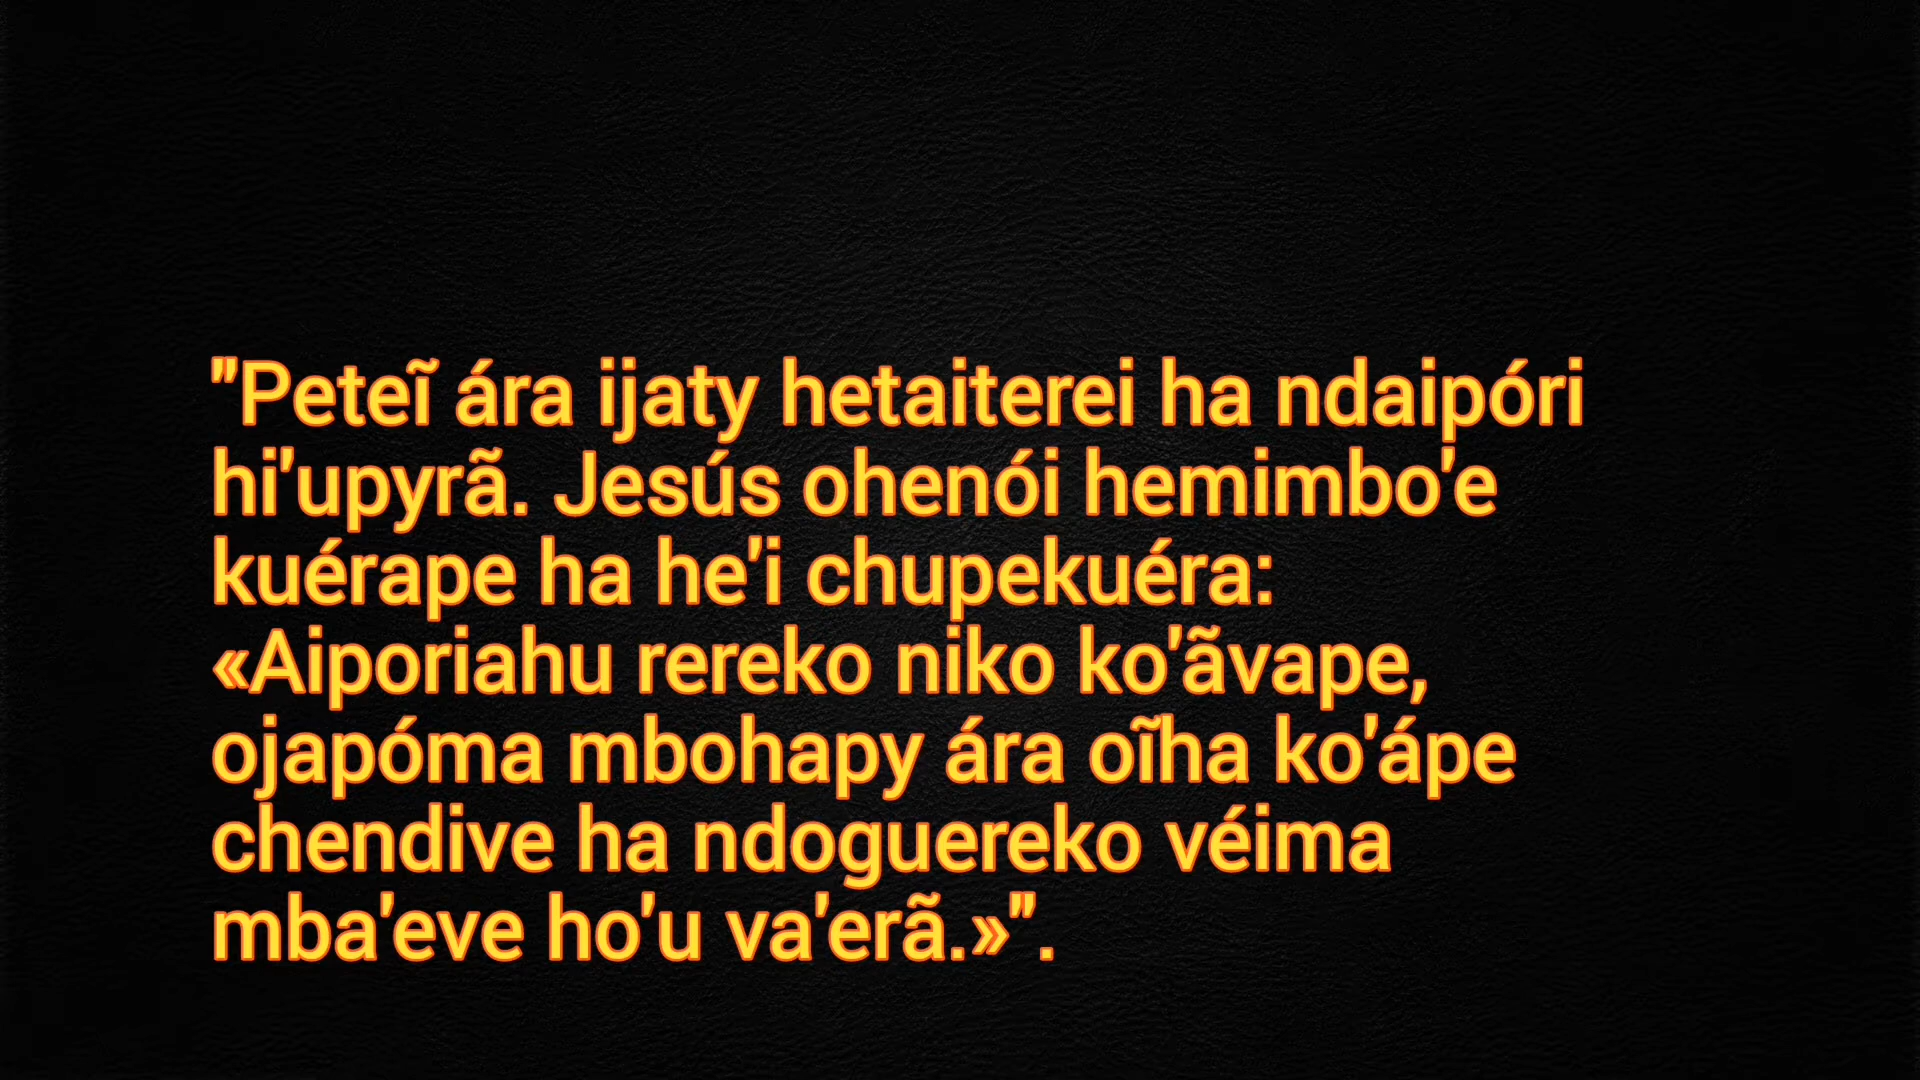 "Peteĩ ára ijaty hetaiterei ha ndaipóri
hi'upyrã. Jesús ohenói hemimbo'e
kuérape ha he'i chupekuéra:
«Aiporiahu rereko niko ko'ãvape,
ojapóma mbohapy ára oĩha ko'ápe
chendive ha ndoguereko véima
mba'eve ho'u va'erã.»".